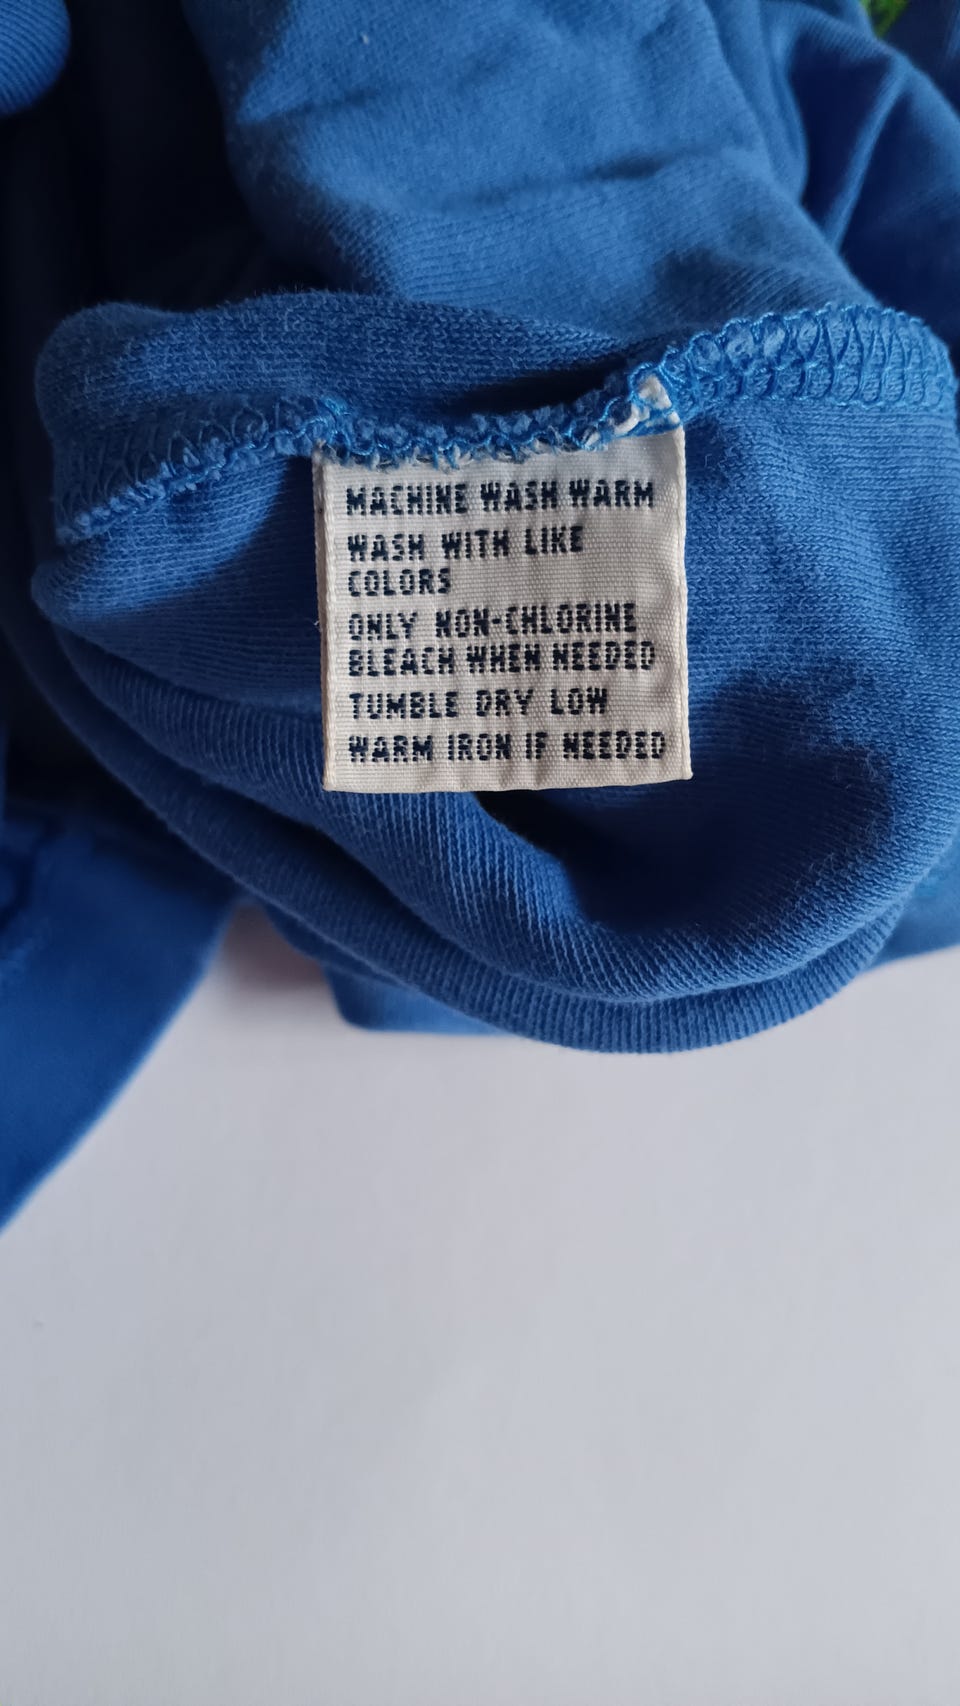 MACHINE WASH WARM
WASH WITH LIKE
COLORS
ONLY NON-CHLORINE
BLEACH WHEN NEEDED
TUMBLE DRY LOW
WARM IRON IF NEEDED